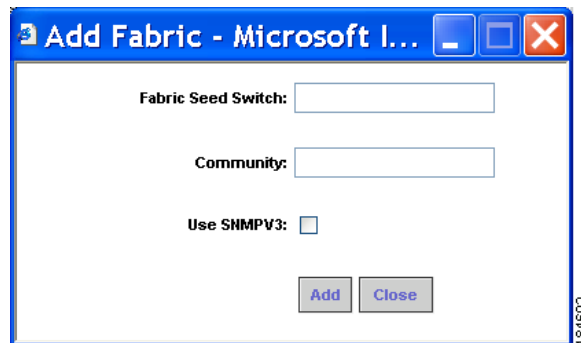 Add Fabric - Microsoft I...
Fabric Seed Switch:
Community:
Use SNMPV3:
Add Close